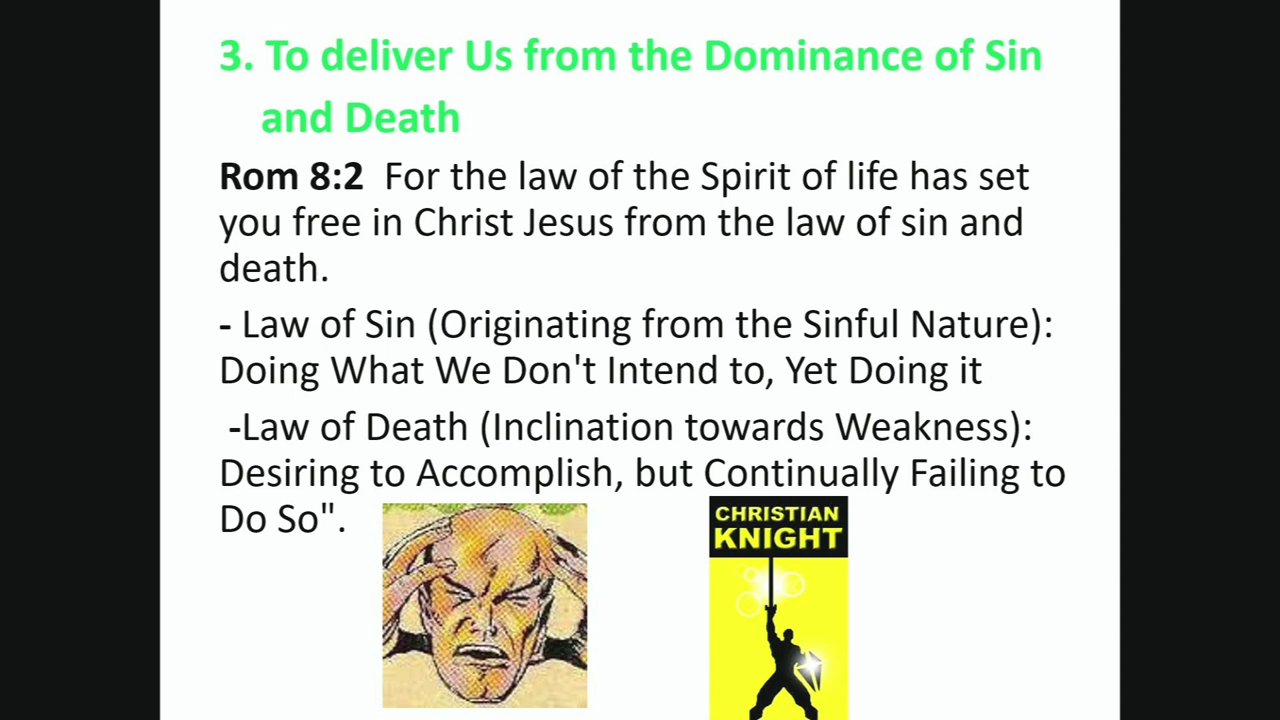 3. To deliver Us from the Dominance of Sin
and Death
Rom 8:2  For the law of the Spirit of life has set
you free in Christ Jesus from the law of sin and
death.
- Law of Sin (Originating from the Sinful Nature):
Doing What We Don't Intend to, Yet Doing it
-Law of Death (Inclination towards Weakness):
Desiring to Accomplish, but Continually Failing to
Do So".
CHRISTIAN
KNIGHT